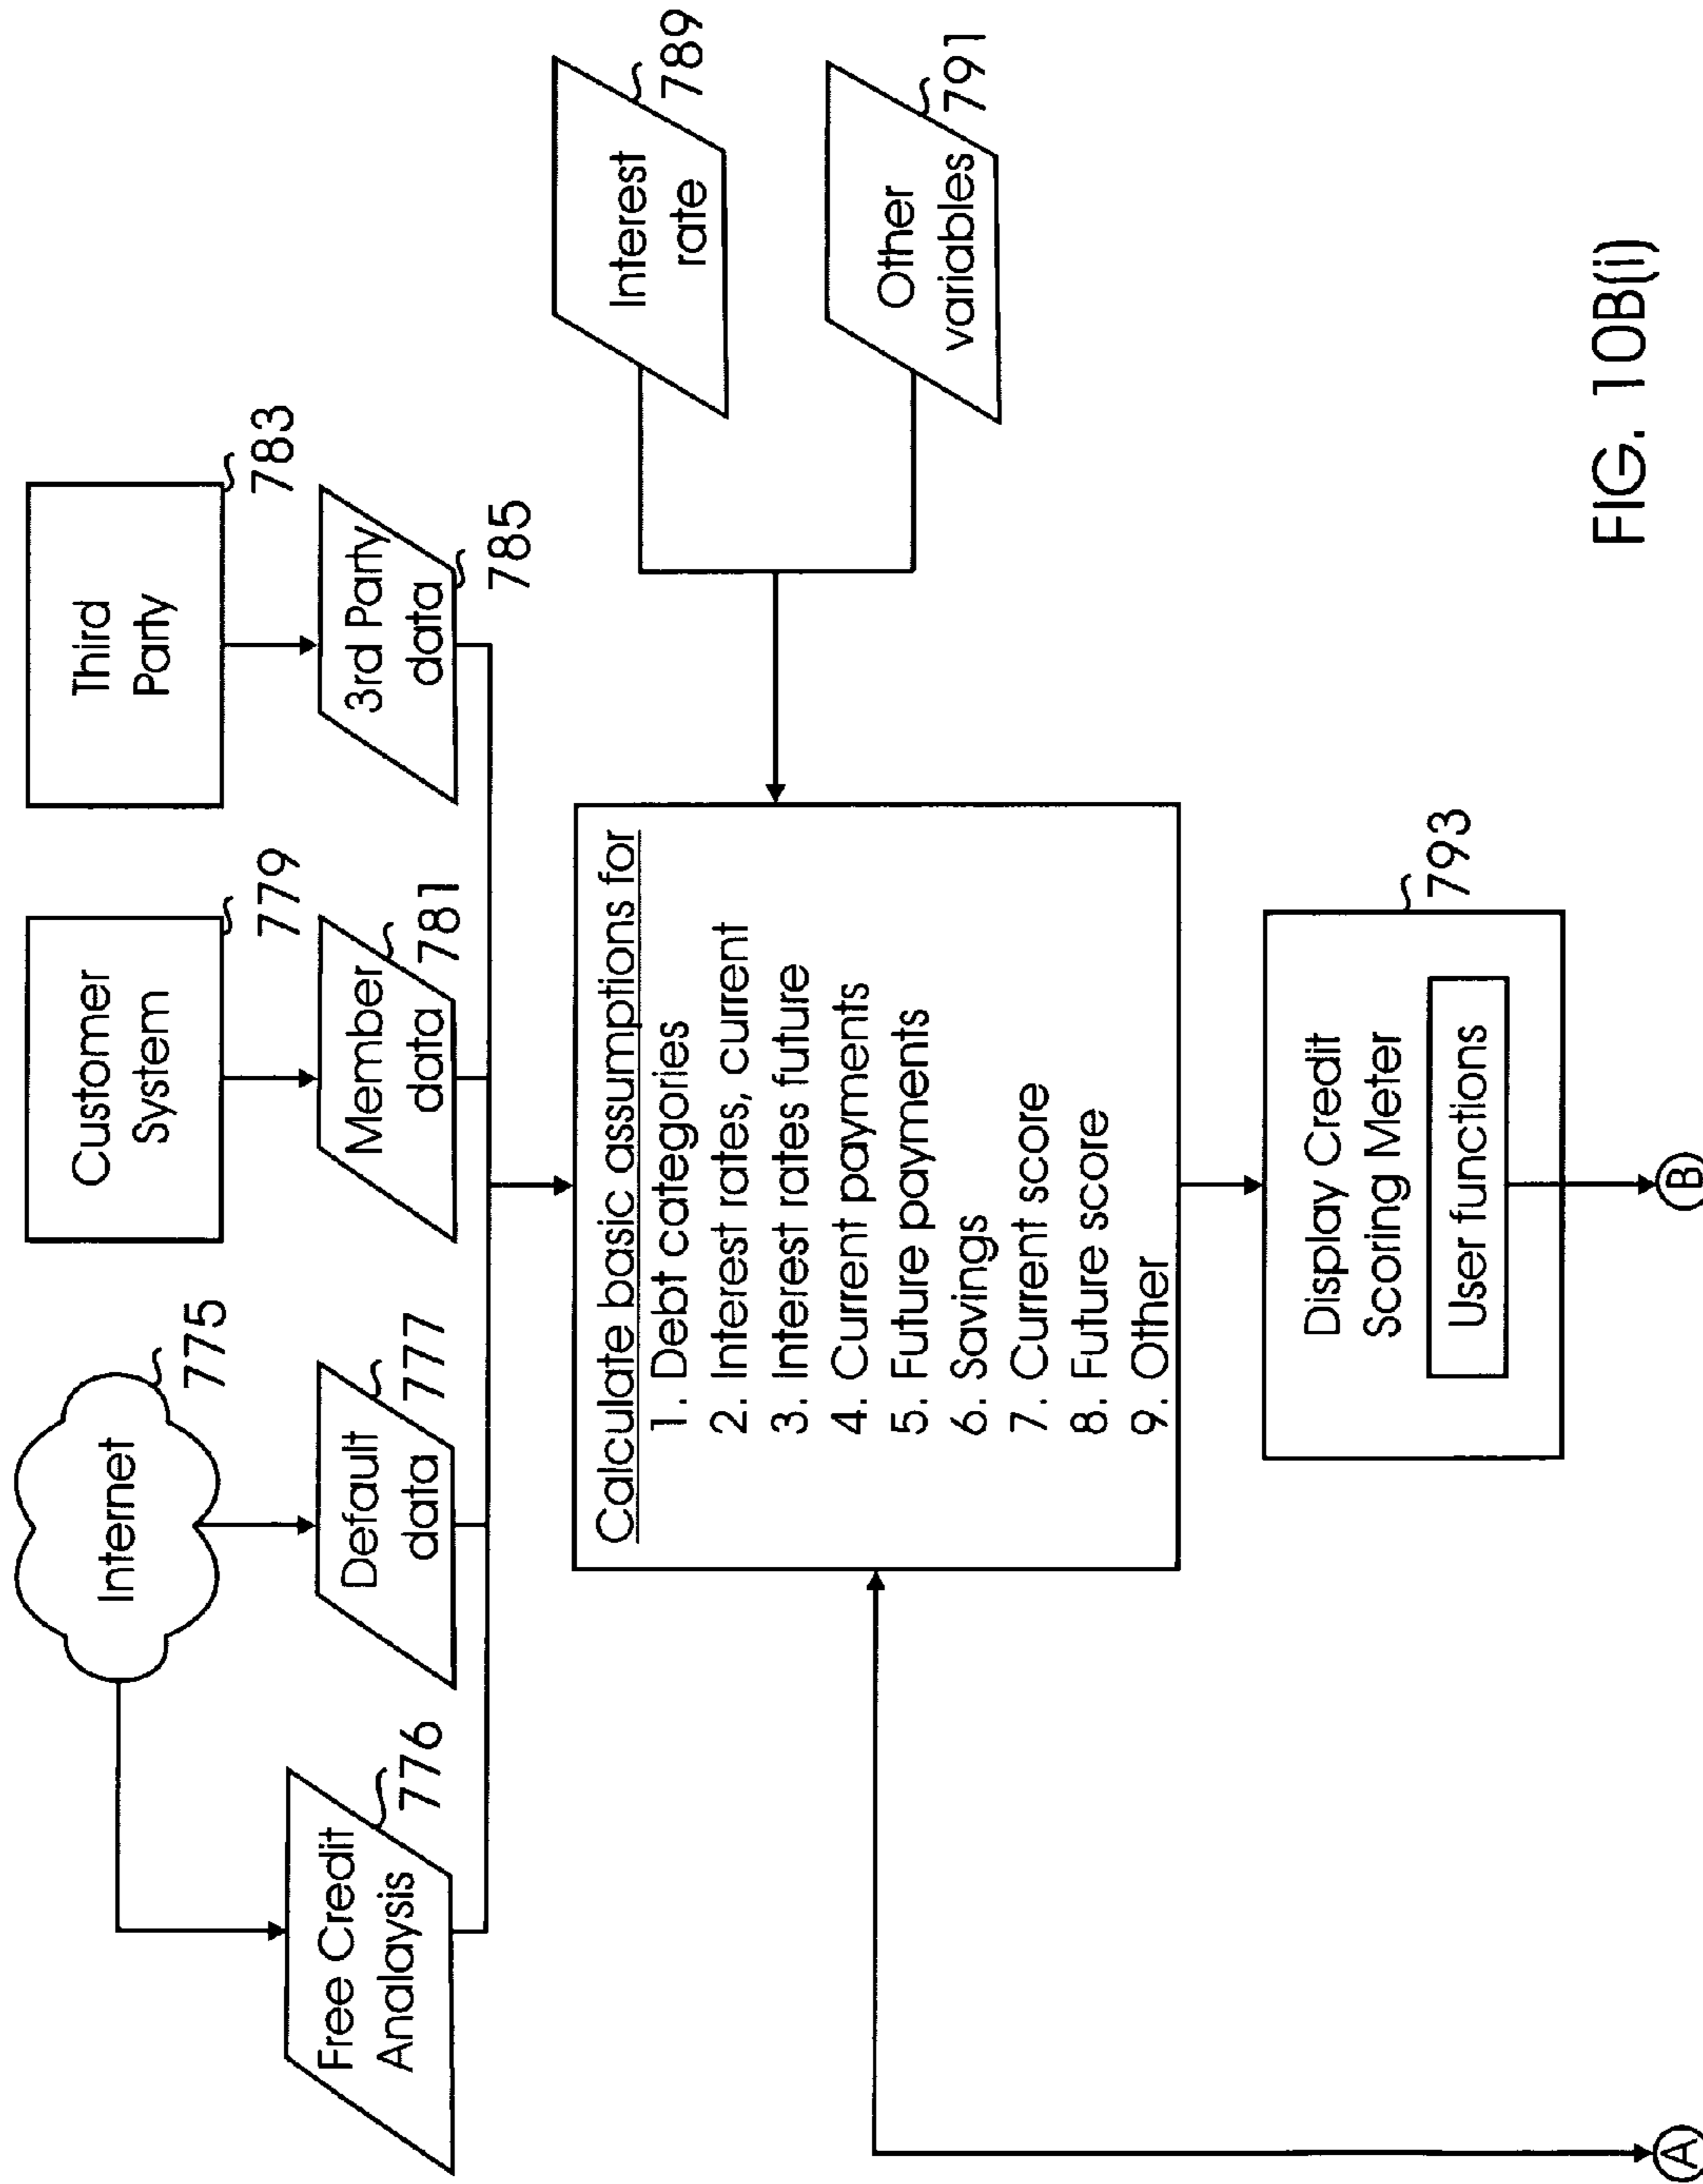 Internet
775
Customer
System
779
Third
Party
783
Free Credit
Analaysis
776
Default
data
777
Member
data
781
3rd Party
data
785
Calculate basic assumptions for
1. Debt categories
2. Interest rates, current
3. Interest rates future
4. Current payments
5. Future payments
6. Savings
7. Current score
8. Future score
9. Other
Interest
rate
789
Other
variables
791
Display Credit
Scoring Meter
User functions
793
A
B
FIG. 10B(i)